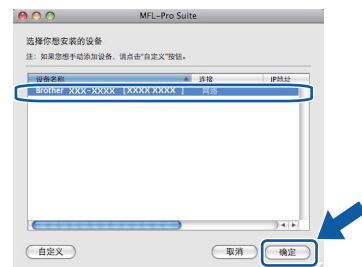 MFL-Pro Suite
选择你想安装的设备
注: 如果您想手动添加设备，请点击"自定义"按钮。
设备名称 连接 IP地址
Brother XXX-XXXX [XXXX XXXX ] 网络
自定义 取消 确定